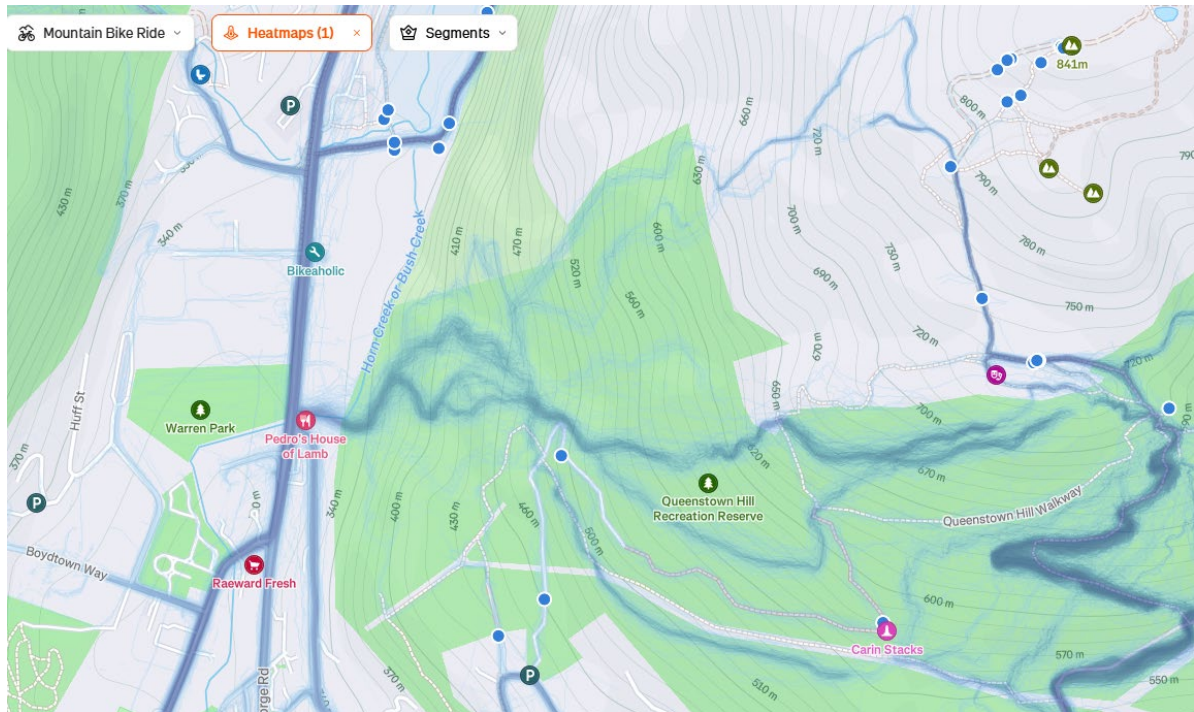 Mountain Bike Ride
Heatmaps (1)
×
Segments
841m
P
800 m
660 m
720 m
790 m
790
430 m
370 m
340 m
630 m
780 m
410 m
470 m
600 m
700 m
730 m
Horn Creek or Bush Creek
Bikeaholic
520 m
690 m
560 m
750 m
670 m
720 m
720 m
Huff St
650 m
700 m
Warren Park
Pedro's House
of Lamb
620 m
370 m
670 m
P
340 m
400 m
430 m
460 m
500 m
Queenstown Hill
Recreation Reserve
Queenstown Hill Walkway
Boydtown Way
Raeward Fresh
600 m
Carin Stacks
570 m
550 m
510 m
370 m
P
orge Rd